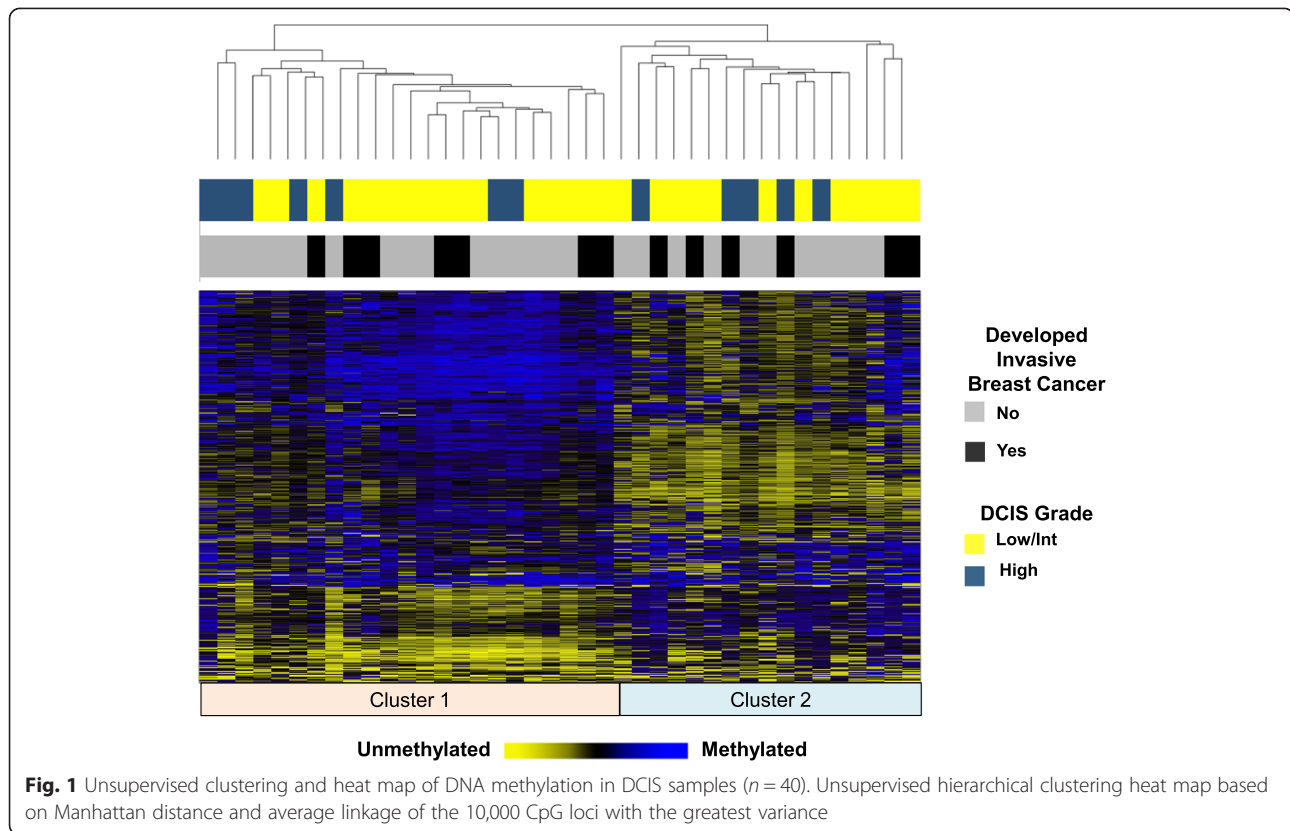 Developed
Invasive
Breast Cancer
No
Yes
DCIS Grade
Low/Int
High
Cluster 1
Cluster 2
Unmethylated
Methylated
Fig. 1 Unsupervised clustering and heat map of DNA methylation in DCIS samples (n = 40). Unsupervised hierarchical clustering heat map based
on Manhattan distance and average linkage of the 10,000 CpG loci with the greatest variance